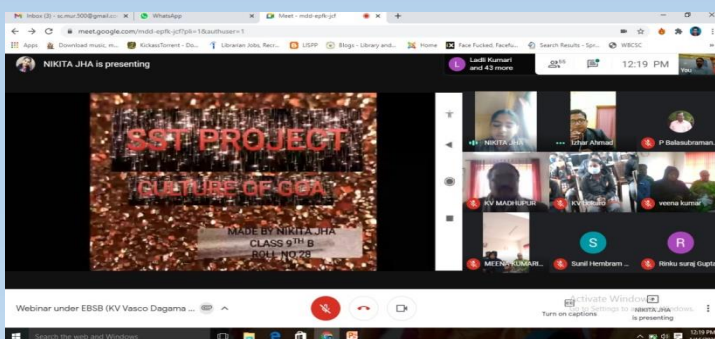 Inbox (3) - sc.mur.500@gmail.co
WhatsApp
Meet - mdd-epfk-jcf
meet.google.com/mdd-epfk-jcf?pli=1&authuser=1
Apps
Download music, m...
KickassTorrent - Do...
Librarian Jobs, Recr...
USPP
Blogs - Library and...
Home
Face Fucked: Facefu...
Search Results - Spr...
WBCSC
NIKITA JHA is presenting
L
Ladli Kumari
and 43 more
66
12:19 PM
You
SST PROJECT
CULTURE OF GOA
MADE BY NIKITA JHA
CLASS 9TH B
ROLL NO.28
NIKITA JHA
Izhar Ahmad
P Balasubraman...
KV MADHUPUR
KV Bokaro
veena kumar
MEENA KUMARI...
S
Sunil Hembram ...
R
Rinku suraj Gupta
Webinar under EBSB (KV Vasco Dagama ...
Turn on captions
Activate Windows
NIKITA JHA
is presenting
Search the web and Windows
12:19 PM